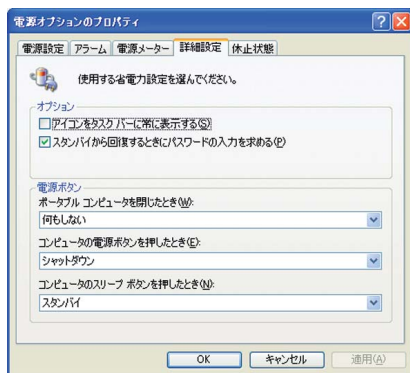 電源オプションのプロパティ
電源設定 アラーム 電源メーター 詳細設定 休止状態
使用する省電力設定を選んでください。
オプション
アイコンをタスク バーに常に表示する(S)
スタンバイから回復するときにパスワードの入力を求める(P)
電源ボタン
ポータブル コンピュータを閉じたとき(W):
何もしない
コンピュータの電源ボタンを押したとき(E):
シャットダウン
コンピュータのスリープ ボタンを押したとき(N):
スタンバイ
OK キャンセル 適用(A)